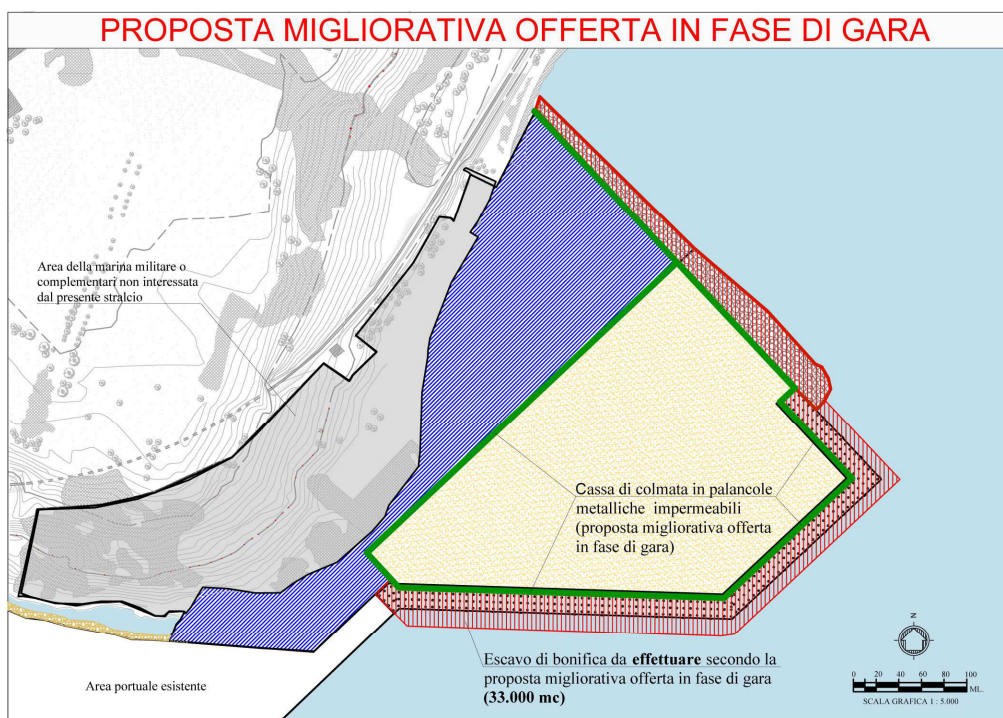 PROPOSTA MIGLIORATIVA OFFERTA IN FASE DI GARA
Area della marina militare o
complementari non interessata
dal presente stralcio
Cassa di colmata in palancole
metalliche impermeabili
(proposta migliorativa offerta
in fase di gara)
Escavo di bonifica da effettuare secondo la
proposta migliorativa offerta in fase di gara
(33.000 mc)
Area portuale esistente
N
0 20 40 60 80 100
ML.
SCALA GRAFICA 1 : 5.000